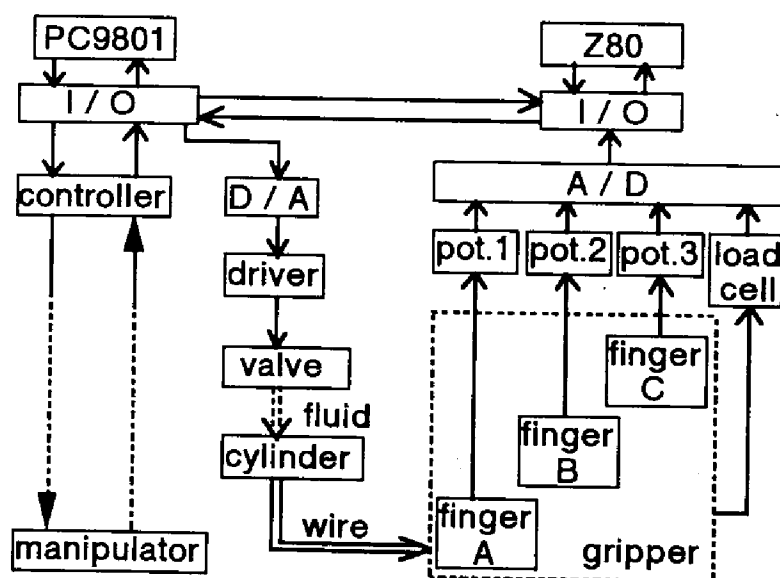 PC9801
Z80
I / O
I / O
controller
D / A
A / D
pot.1
pot.2
pot.3
load
cell
driver
valve
fluid
cylinder
wire
manipulator
finger
C
finger
B
finger
A
gripper